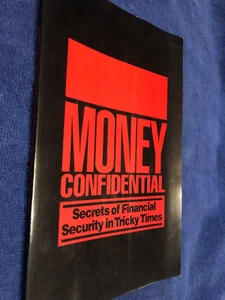 MONEY
CONFIDENTIAL
Secrets of Financial
Security in Tricky Times